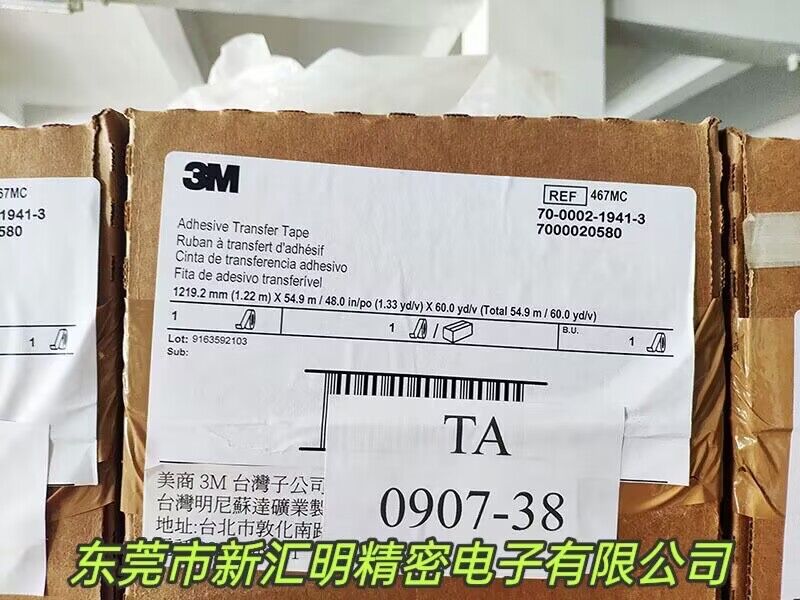 67MC
-1941-3
20580
1
3M
REF 467MC
70-0002-1941-3
7000020580
Adhesive Transfer Tape
Ruban à transfert d'adhésif
Cinta de transferencia adhesivo
Fita de adesivo transferível
1219.2 mm (1.22 m) X 54.9 m / 48.0 in/po (1.33 yd/v) X 60.0 yd/v (Total 54.9 m / 60.0 yd/v)
1 1 / B.U. 1
Lot: 9163592103
Sub:
TA
0907-38
美商 3M 台灣子公司
台灣明尼蘇達礦業製
地址:台北市敦化南路
东莞市新汇明精密电子有限公司